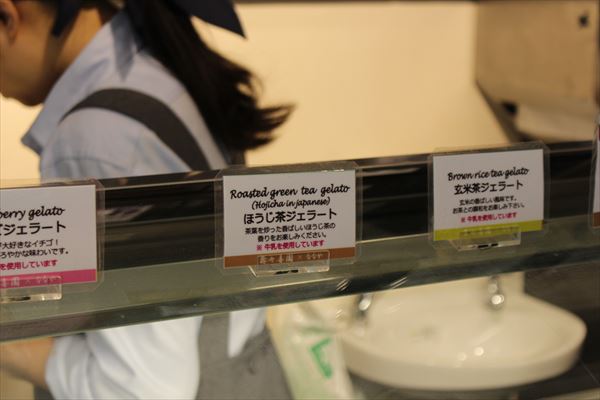 berry gelato
ジェラート
大好きなイチゴ！
ろやかな味わいです。
を使用しています
Roasted green tea gelato
(Hojicha in japanese)
ほうじ茶ジェラート
茶葉を炒った香ばしいほうじ茶の
香りをお楽しみください。
※ 牛乳を使用しています
Brown rice tea gelato
玄米茶ジェラート
玄米の香ばしい風味です。
お茶との調和をお楽しみ下さい。
※ 牛乳を使用しています